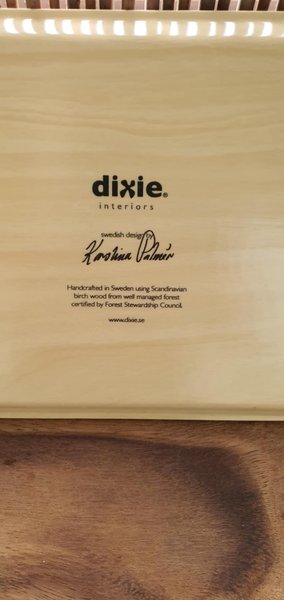 dixie®
interiors
swedish design by
Kristina Palmér
Handcrafted in Sweden using Scandinavian
birch wood from well managed forest
certified by Forest Stewardship Council.
www.dixie.se